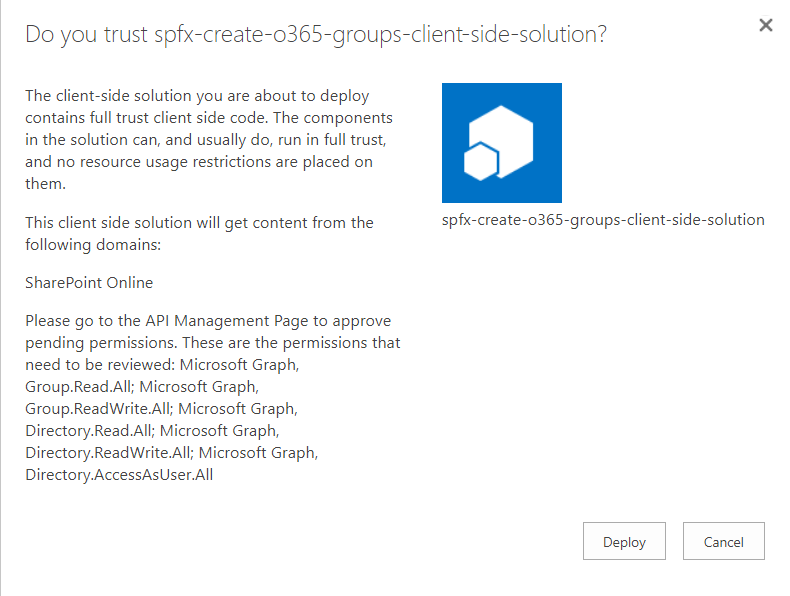 Do you trust spfx-create-o365-groups-client-side-solution?
The client-side solution you are about to deploy
contains full trust client side code. The components
in the solution can, and usually do, run in full trust,
and no resource usage restrictions are placed on
them.
This client side solution will get content from the
following domains:
SharePoint Online
Please go to the API Management Page to approve
pending permissions. These are the permissions that
need to be reviewed: Microsoft Graph,
Group.Read.All; Microsoft Graph,
Group.ReadWrite.All; Microsoft Graph,
Directory.Read.All; Microsoft Graph,
Directory.ReadWrite.All; Microsoft Graph,
Directory.AccessAsUser.All
spfx-create-o365-groups-client-side-solution
Deploy
Cancel